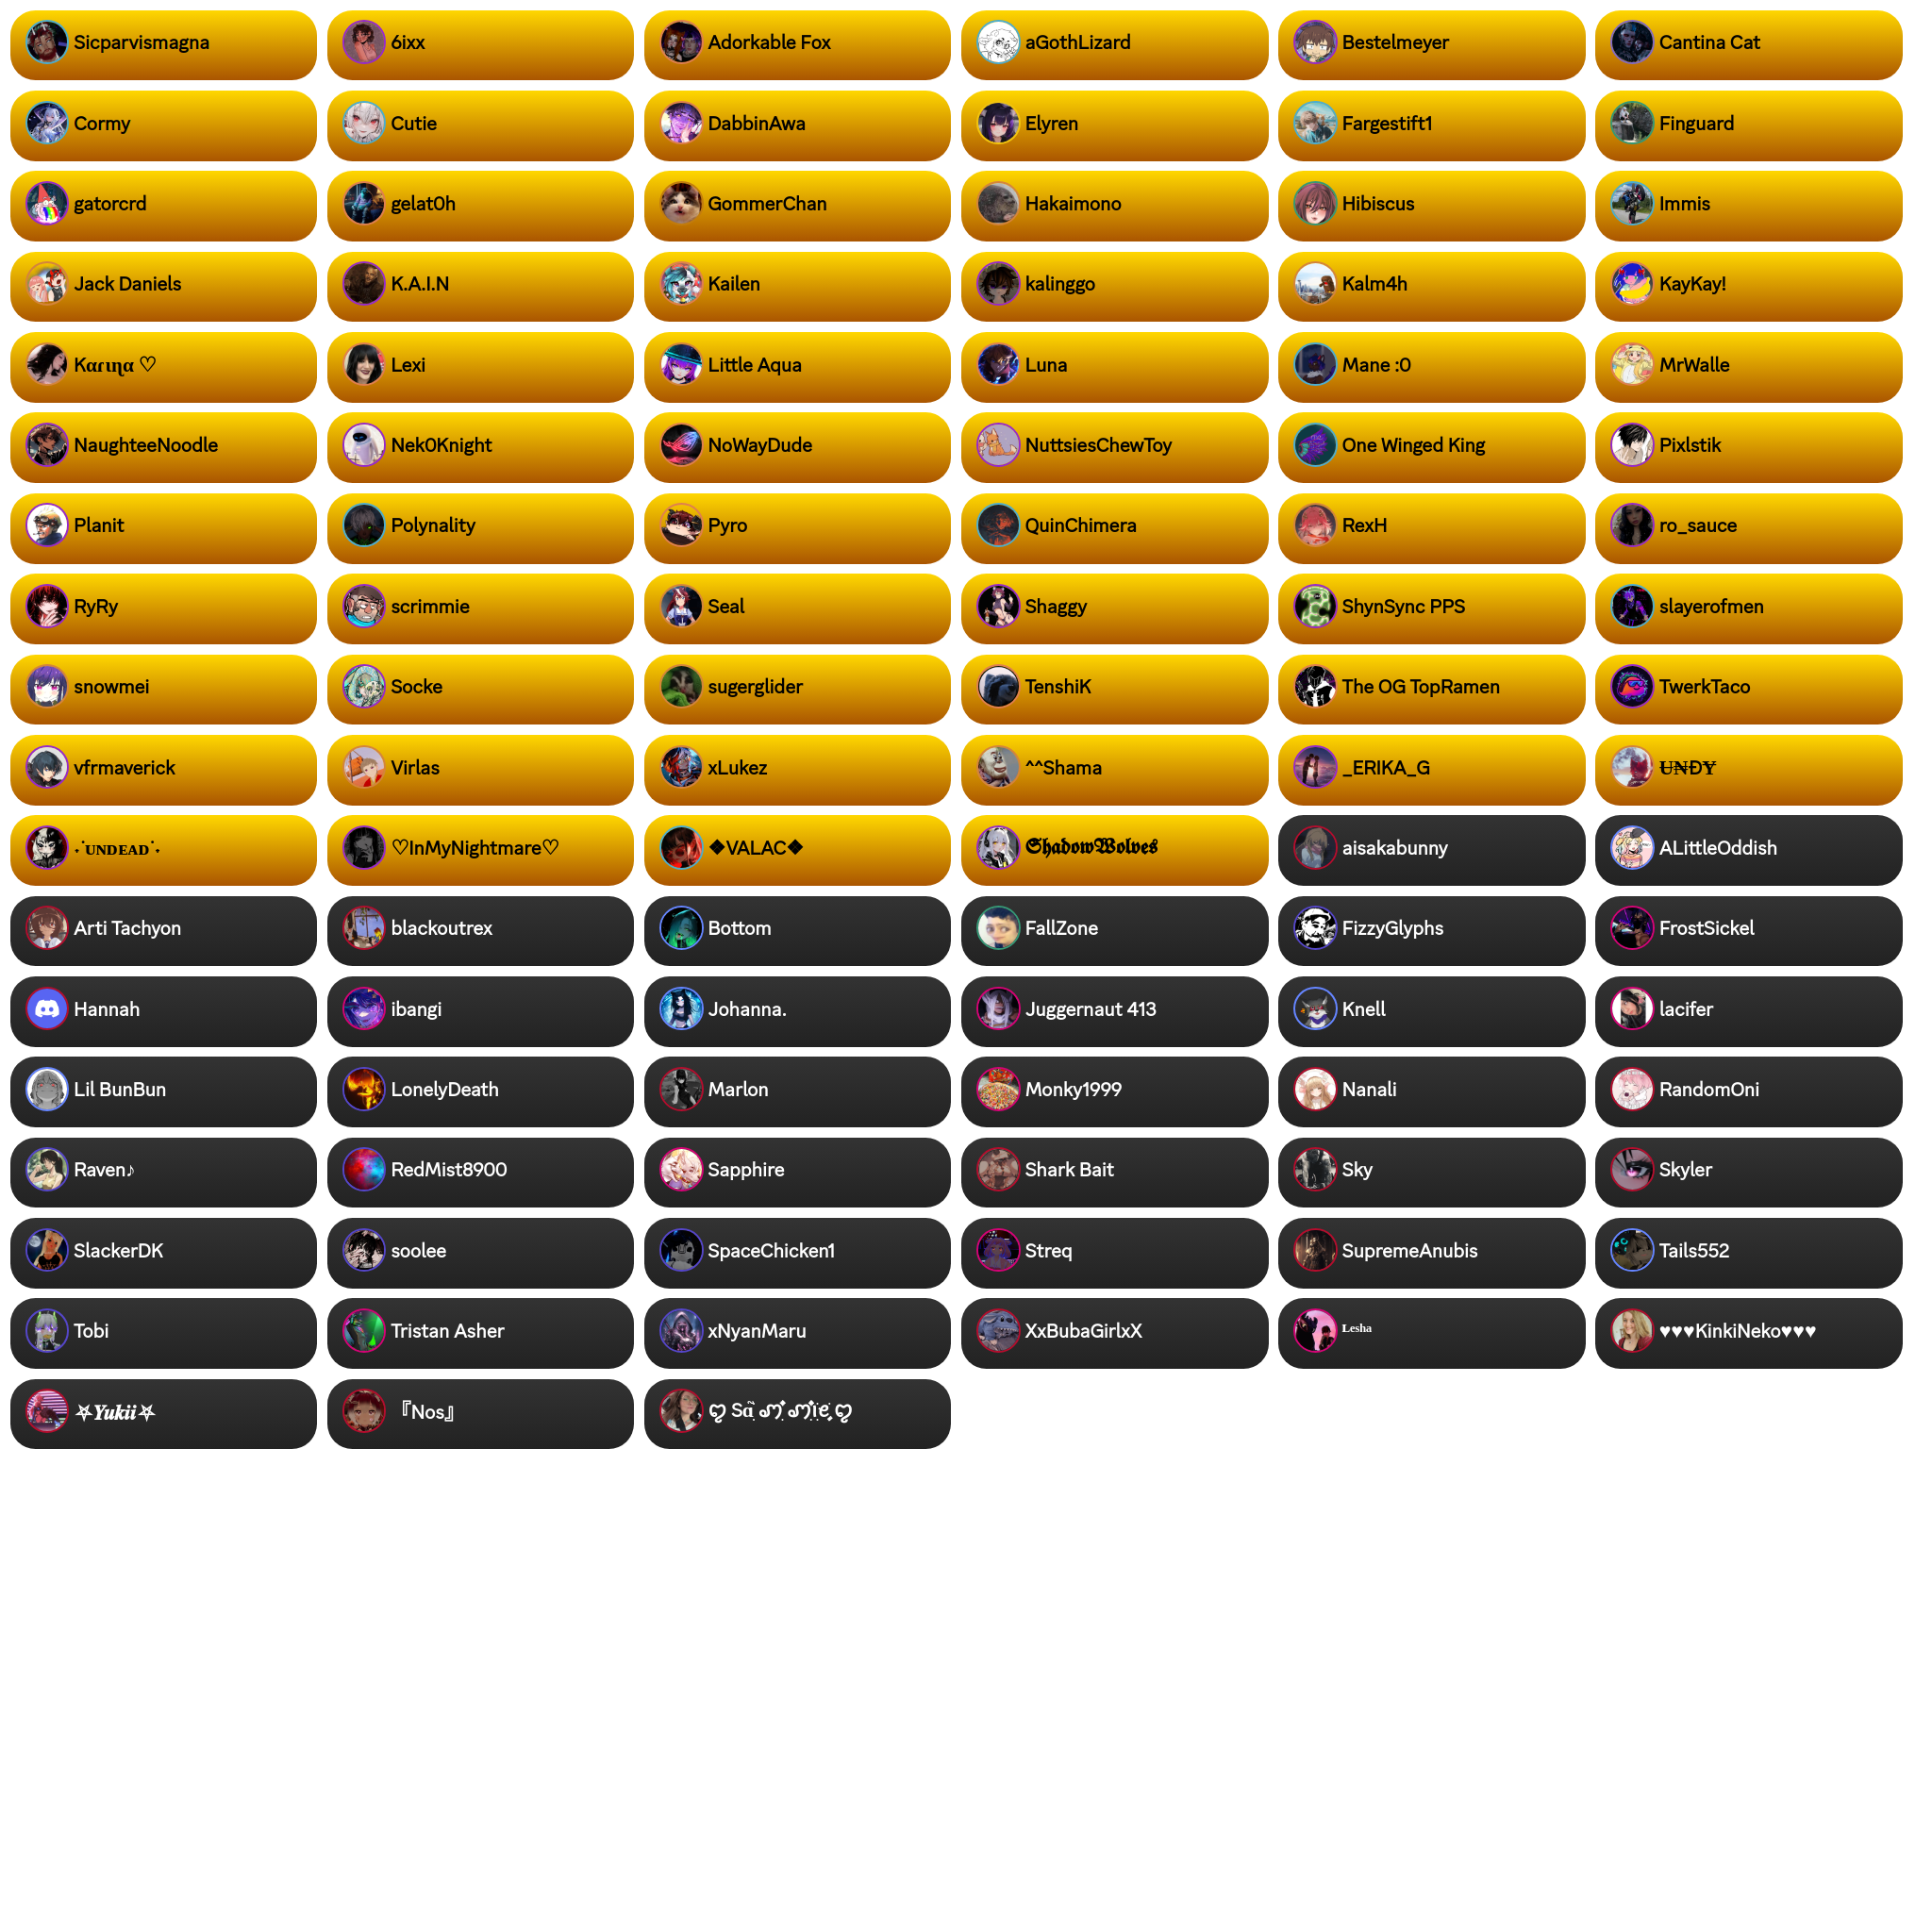 Sicparvismagna
6ixx
Adorkable Fox
aGothLizard
Bestelmeyer
Cantina Cat
Cormy
Cutie
DabbinAwa
Elyren
Fargestift1
Finguard
gatorcrd
gelat0h
GommerChan
Hakaimono
Hibiscus
Immis
Jack Daniels
K.A.I.N
Kailen
kalinggo
Kalm4h
KayKay!
Kαɾιɳα ♡
Lexi
Little Aqua
Luna
Mane :0
MrWalle
NaughteeNoodle
Nek0Knight
NoWayDude
NuttsiesChewToy
One Winged King
Pixlstik
Planit
Polynality
Pyro
QuinChimera
RexH
ro_sauce
RyRy
scrimmie
Seal
Shaggy
ShynSync PPS
slayerofmen
snowmei
Socke
sugerglider
TenshiK
The OG TopRamen
TwerkTaco
vfrmaverick
Virlas
xLukez
^^Shama
_ERIKA_G
U̶N̶ĐY̶
˖˙ᴜɴᴅᴇᴀᴅ˙˖
♡InMyNightmare♡
❖VALAC❖
𝕾𝖍𝖆𝖉𝖔𝖜𝖂𝖔𝖑𝖛𝖊𝖘
aisakabunny
ALittleOddish
Arti Tachyon
blackoutrex
Bottom
FallZone
FizzyGlyphs
FrostSickel
Hannah
ibangi
Johanna.
Juggernaut 413
Knell
lacifer
Lil BunBun
LonelyDeath
Marlon
Monky1999
Nanali
RandomOni
Raven♪
RedMist8900
Sapphire
Shark Bait
Sky
Skyler
SlackerDK
soolee
SpaceChicken1
Streq
SupremeAnubis
Tails552
Tobi
Tristan Asher
xNyanMaru
XxBubaGirlxX
ᴸᵉˢʰᵃ
♥♥♥KinkiNeko♥♥♥
⛧𝒀𝒖𝒌𝒊𝒊⛧
『Nos』